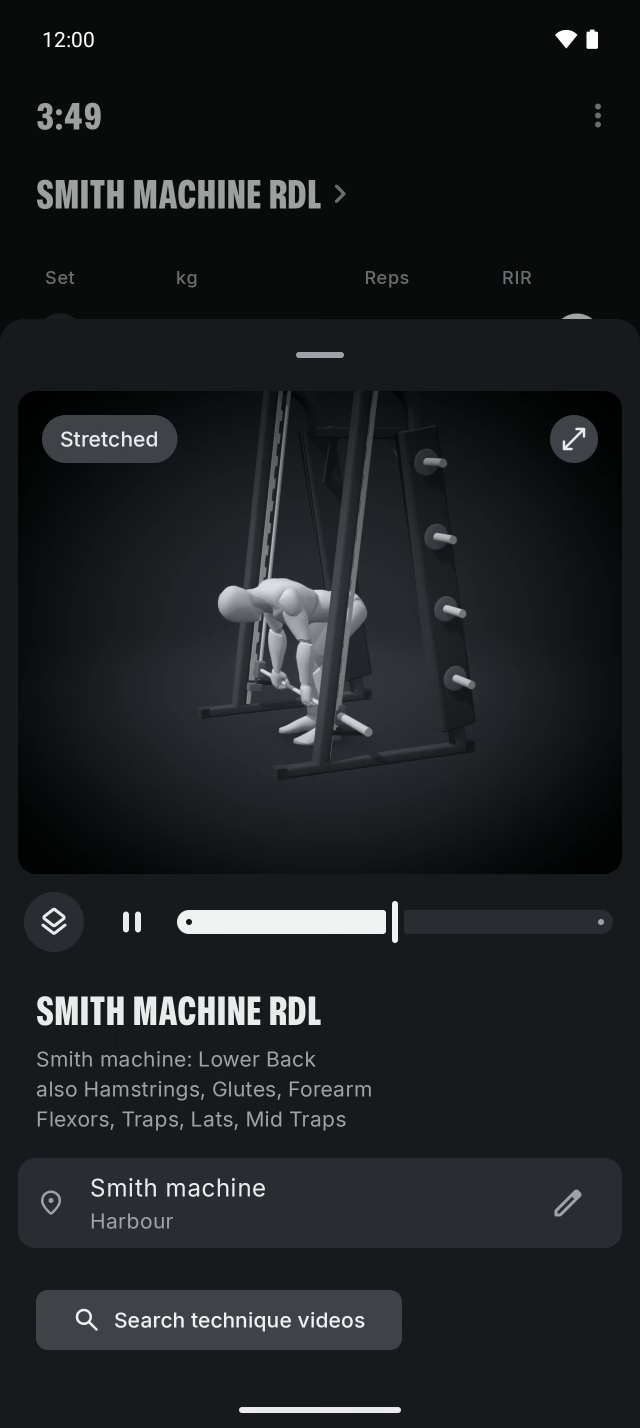 12:00
3:49
SMITH MACHINE RDL
Set kg Reps RIR
Stretched
SMITH MACHINE RDL
Smith machine: Lower Back
also Hamstrings, Glutes, Forearm
Flexors, Traps, Lats, Mid Traps
Smith machine
Harbour
Search technique videos